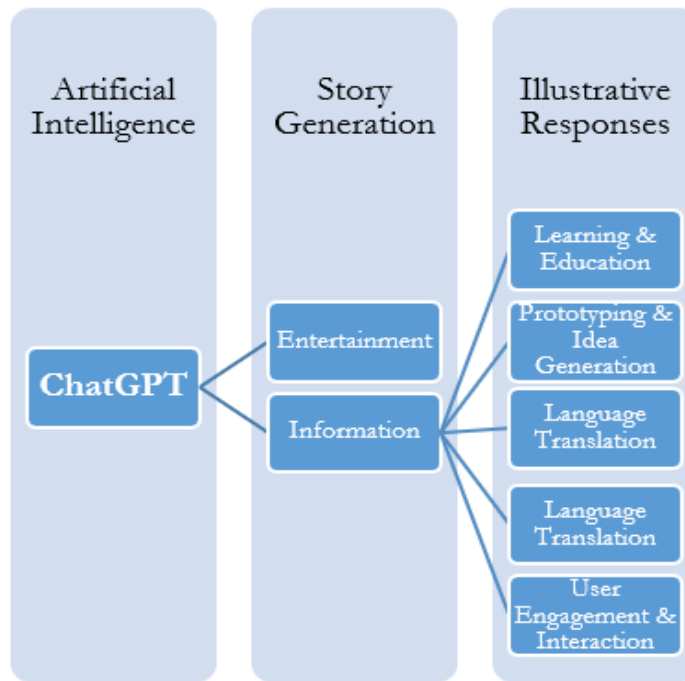 Artificial
Intelligence
Story
Generation
Illustrative
Responses
ChatGPT
Entertainment
Information
Learning &
Education
Prototyping &
Idea
Generation
Language
Translation
Language
Translation
User
Engagement &
Interaction